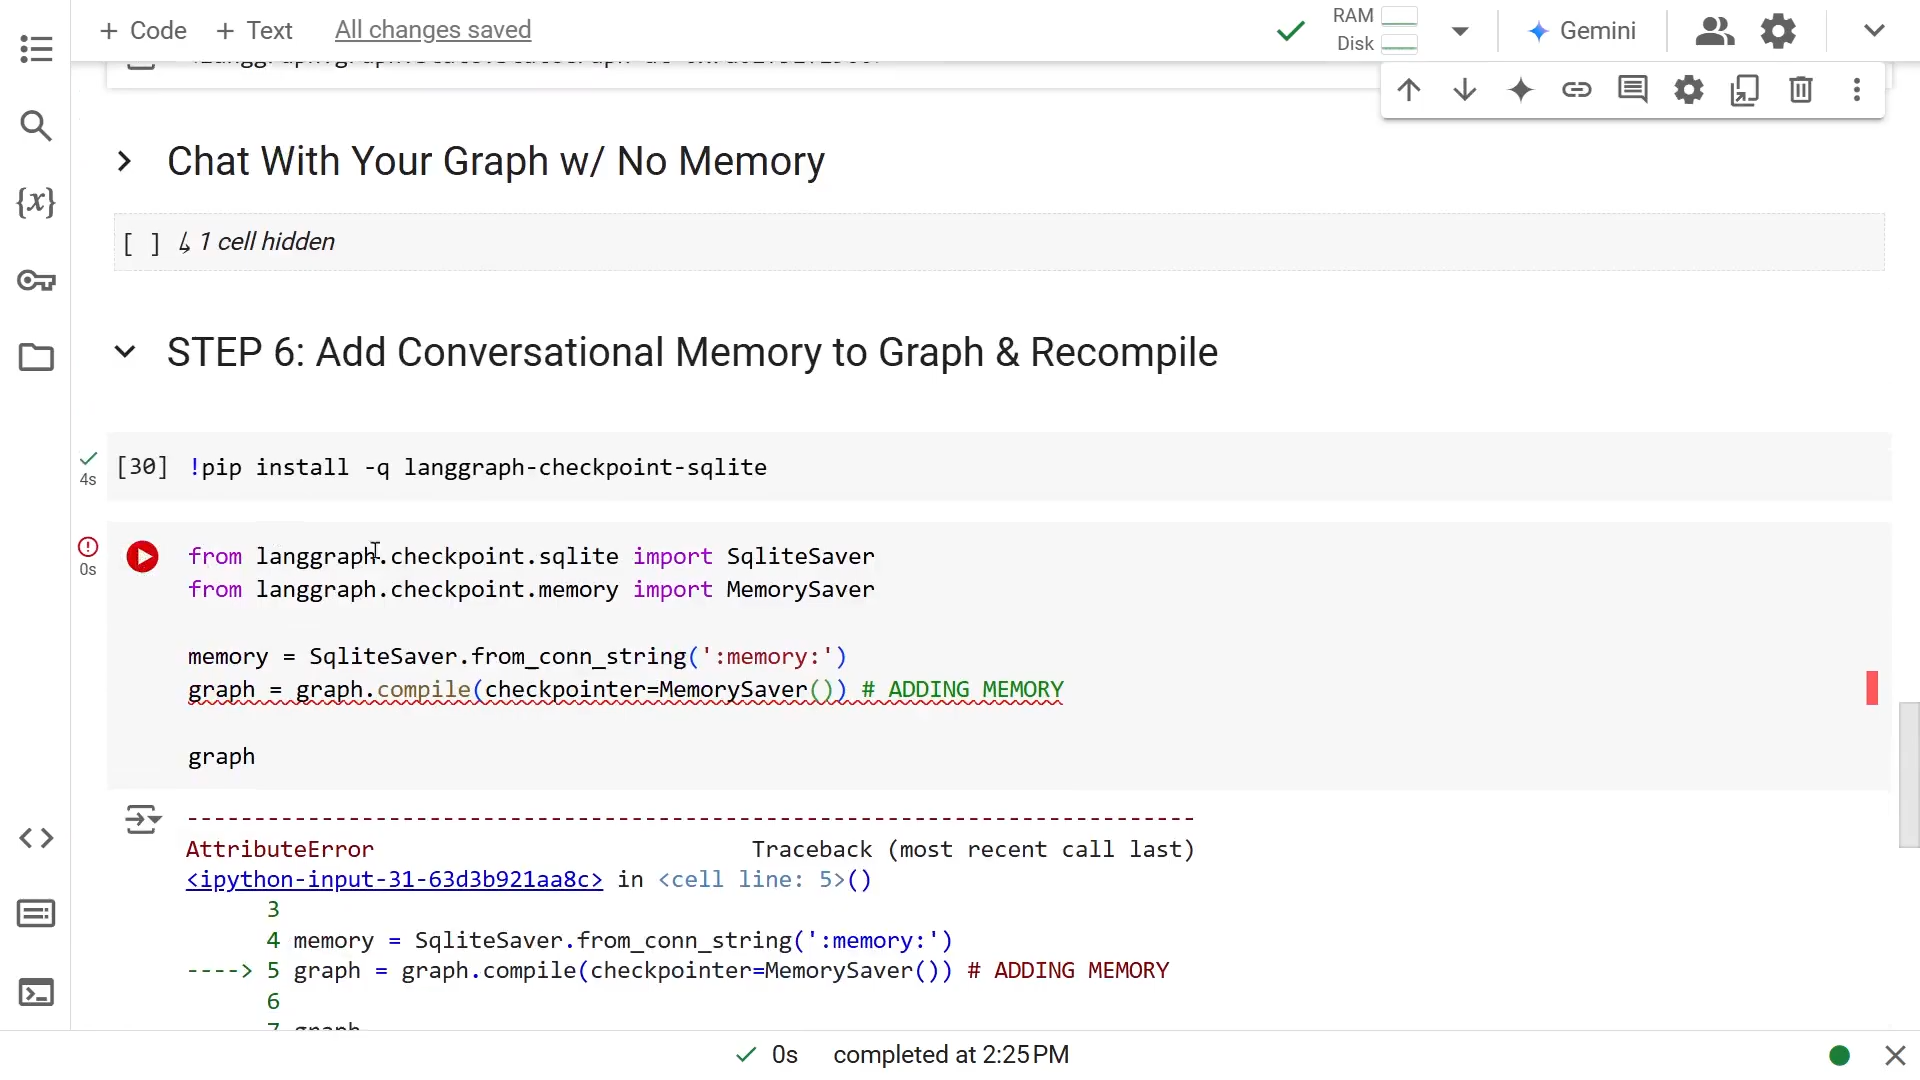 + Code + Text All changes saved
RAM
Disk
Gemini
Chat With Your Graph w/ No Memory
[ ] ↳ 1 cell hidden
STEP 6: Add Conversational Memory to Graph & Recompile
4s
[30] !pip install -q langgraph-checkpoint-sqlite
0s
from langgraph.checkpoint.sqlite import SqliteSaver
from langgraph.checkpoint.memory import MemorySaver
memory = SqliteSaver.from_conn_string(':memory:')
graph = graph.compile(checkpointer=MemorySaver()) # ADDING MEMORY
graph
---------------------------------------------------------------------------
AttributeError Traceback (most recent call last)
<ipython-input-31-63d3b921aa8c> in <cell line: 5>()
3
4 memory = SqliteSaver.from_conn_string(':memory:')
----> 5 graph = graph.compile(checkpointer=MemorySaver()) # ADDING MEMORY
6
7 graph
0s completed at 2:25 PM